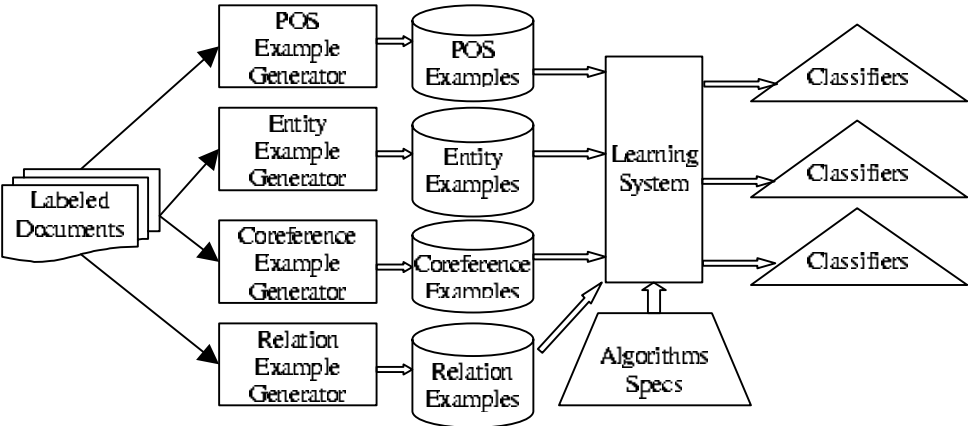 POS
Example
Generator
POS
Examples
Classifiers
Entity
Example
Generator
Entity
Examples
Learning
System
Classifiers
Labeled
Documents
Coreference
Example
Generator
Coreference
Examples
Classifiers
Relation
Example
Generator
Relation
Examples
Algorithms
Specs